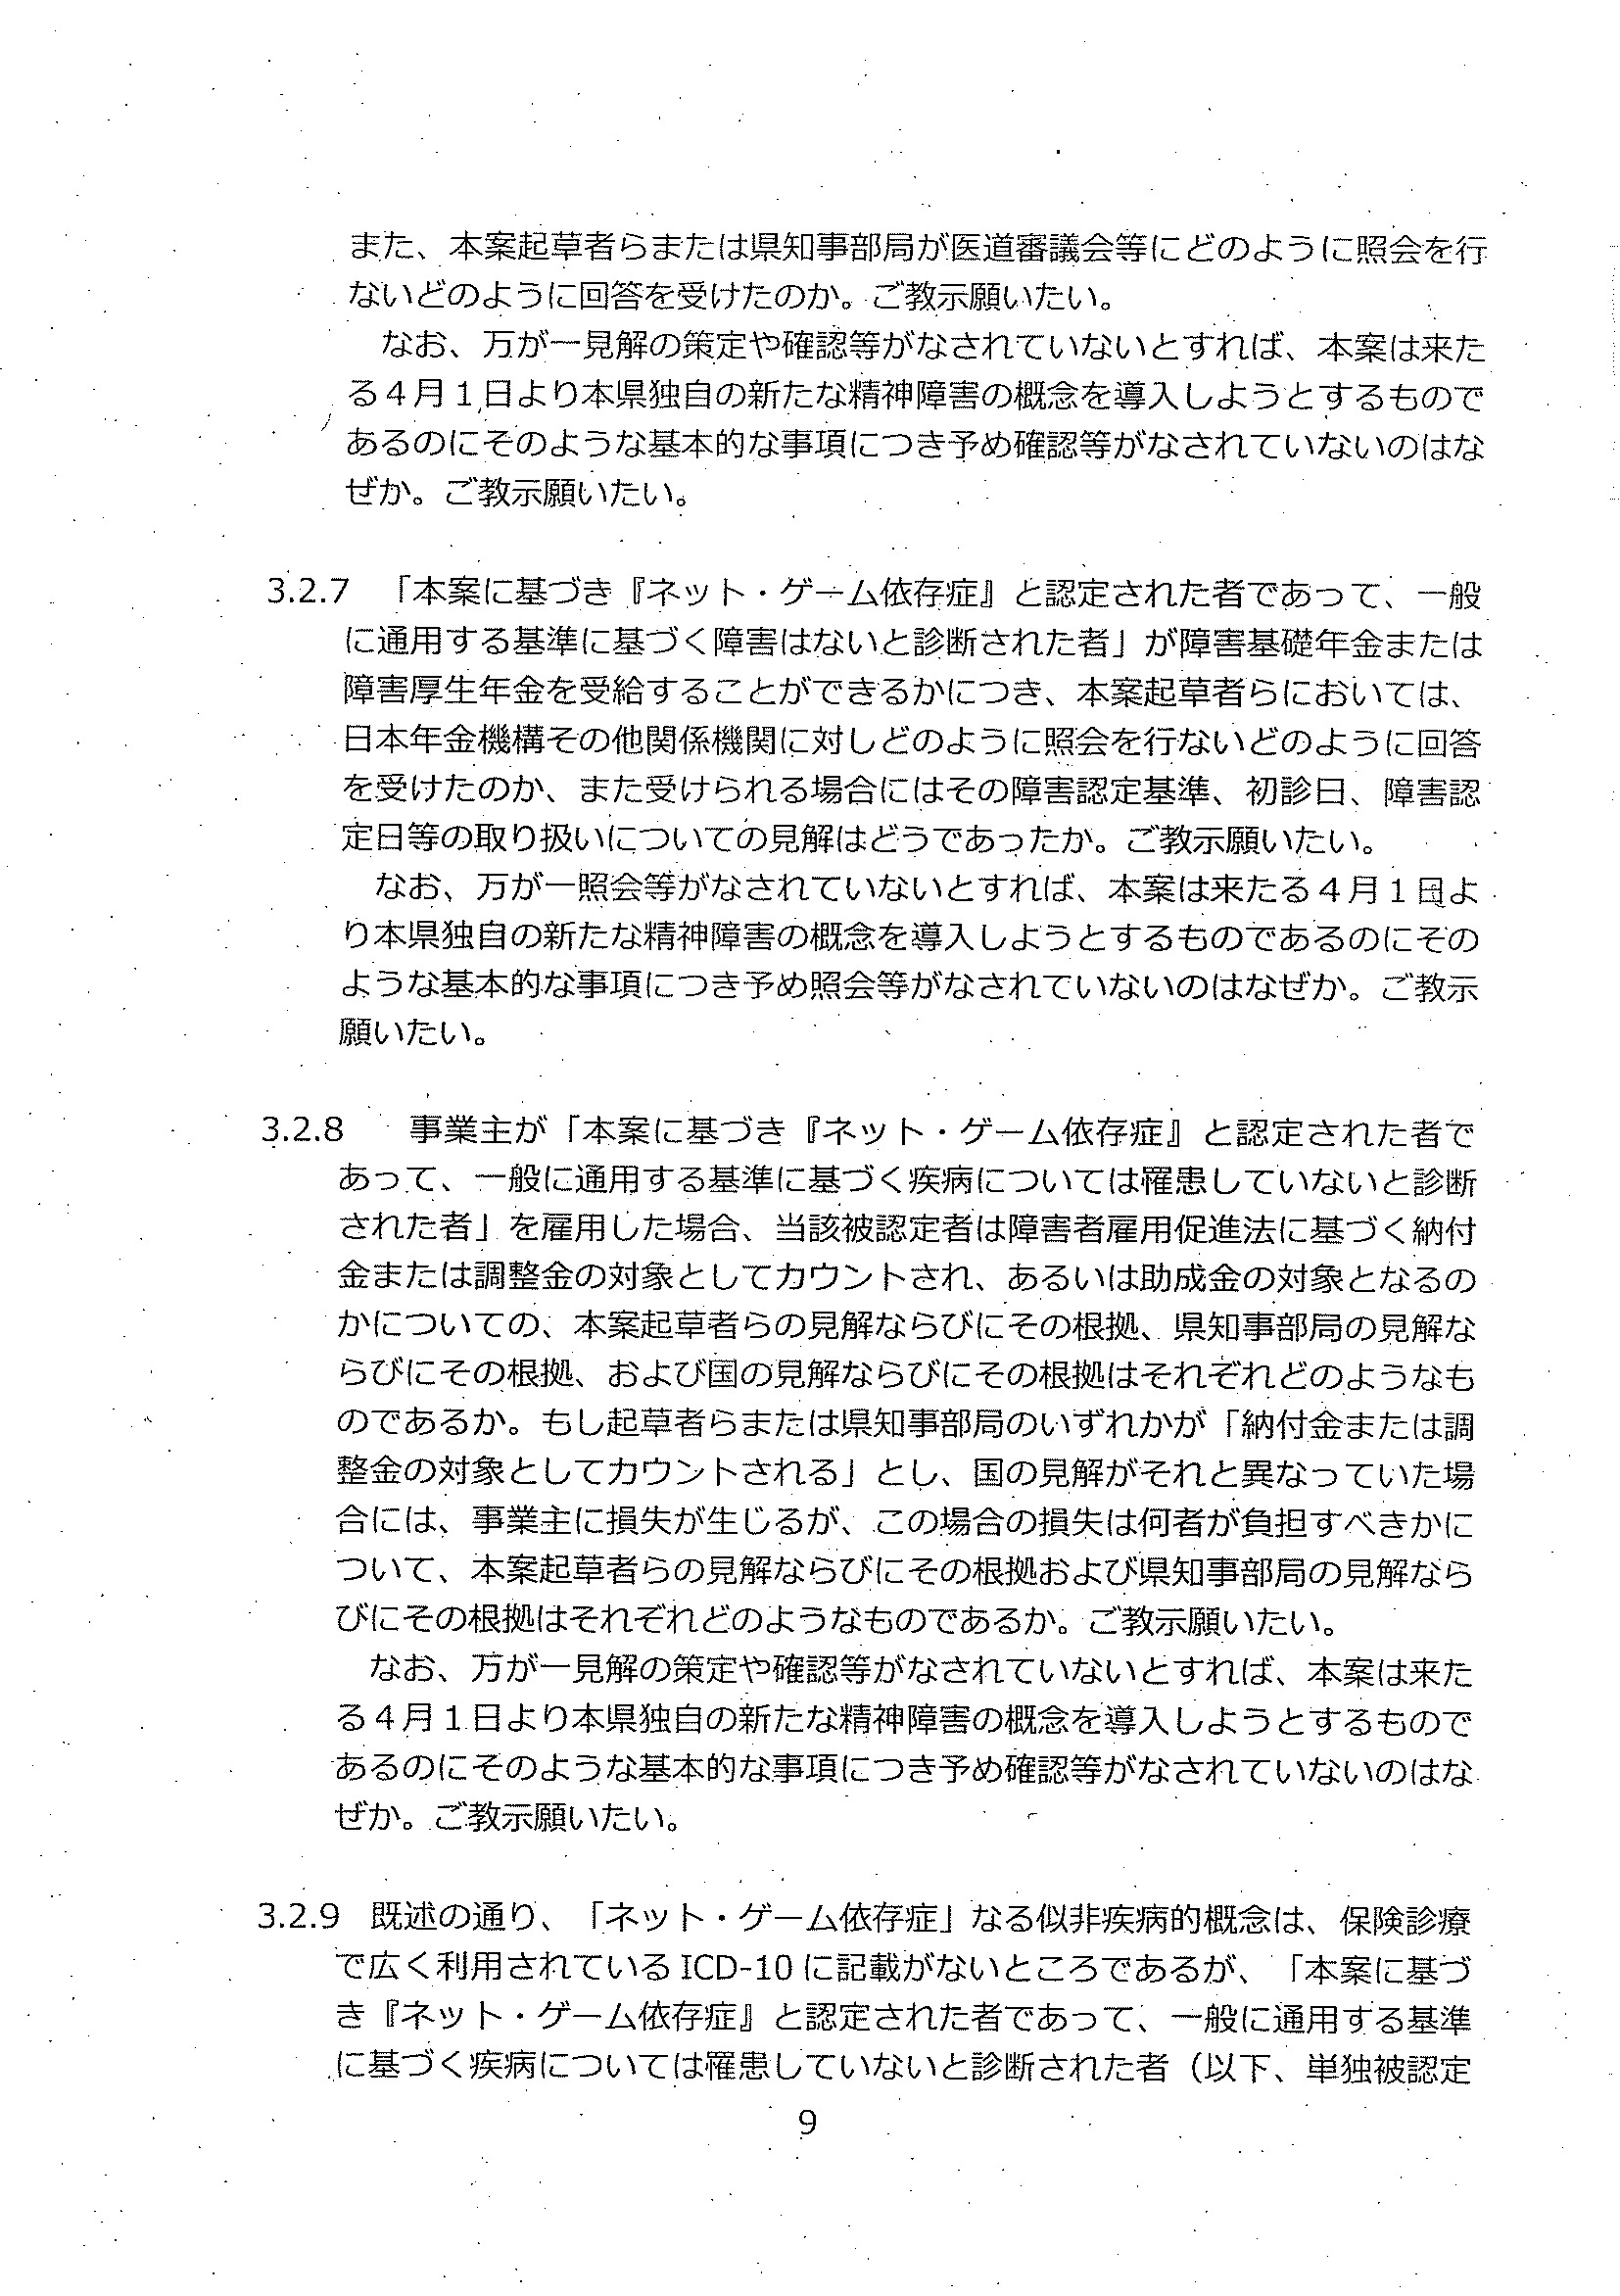 また、本案起草者らまたは県知事部局が医道審議会等にどのように照会を行
ないどのように回答を受けたのか。ご教示願いたい。
なお、万が一見解の策定や確認等がなされていないとすれば、本案は来た
る４月１日より本県独自の新たな精神障害の概念を導入しようとするもので
あるのにそのような基本的な事項につき予め確認等がなされていないのはな
ぜか。ご教示願いたい。
3.2.7 「本案に基づき『ネット・ゲーム依存症』と認定された者であって、一般
に通用する基準に基づく障害はないと診断された者」が障害基礎年金または
障害厚生年金を受給することができるかにつき、本案起草者らにおいては、
日本年金機構その他関係機関に対しどのように照会を行ないどのように回答
を受けたのか、また受けられる場合にはその障害認定基準、初診日、障害認
定日等の取り扱いについての見解はどうであったか。ご教示願いたい。
なお、万が一照会等がなされていないとすれば、本案は来たる４月１日よ
り本県独自の新たな精神障害の概念を導入しようとするものであるのにその
ような基本的な事項につき予め照会等がなされていないのはなぜか。ご教示
願いたい。
3.2.8 事業主が「本案に基づき『ネット・ゲーム依存症』と認定された者で
あって、一般に通用する基準に基づく疾病については罹患していないと診断
された者」を雇用した場合、当該被認定者は障害者雇用促進法に基づく納付
金または調整金の対象としてカウントされ、あるいは助成金の対象となるの
かについての、本案起草者らの見解ならびにその根拠、県知事部局の見解な
らびにその根拠、および国の見解ならびにその根拠はそれぞれどのようなも
のであるか。もし起草者らまたは県知事部局のいずれかが「納付金または調
整金の対象としてカウントされる」とし、国の見解がそれと異なっていた場
合には、事業主に損失が生じるが、この場合の損失は何者が負担すべきかに
ついて、本案起草者らの見解ならびにその根拠および県知事部局の見解なら
びにその根拠はそれぞれどのようなものであるか。ご教示願いたい。
なお、万が一見解の策定や確認等がなされていないとすれば、本案は来た
る４月１日より本県独自の新たな精神障害の概念を導入しようとするもので
あるのにそのような基本的な事項につき予め確認等がなされていないのはな
ぜか。ご教示願いたい。
3.2.9 既述の通り、「ネット・ゲーム依存症」なる似非疾病的概念は、保険診療
で広く利用されている ICD-10 に記載がないところであるが、「本案に基づ
き『ネット・ゲーム依存症』と認定された者であって、一般に通用する基準
に基づく疾病については罹患していないと診断された者（以下、単独被認定
9